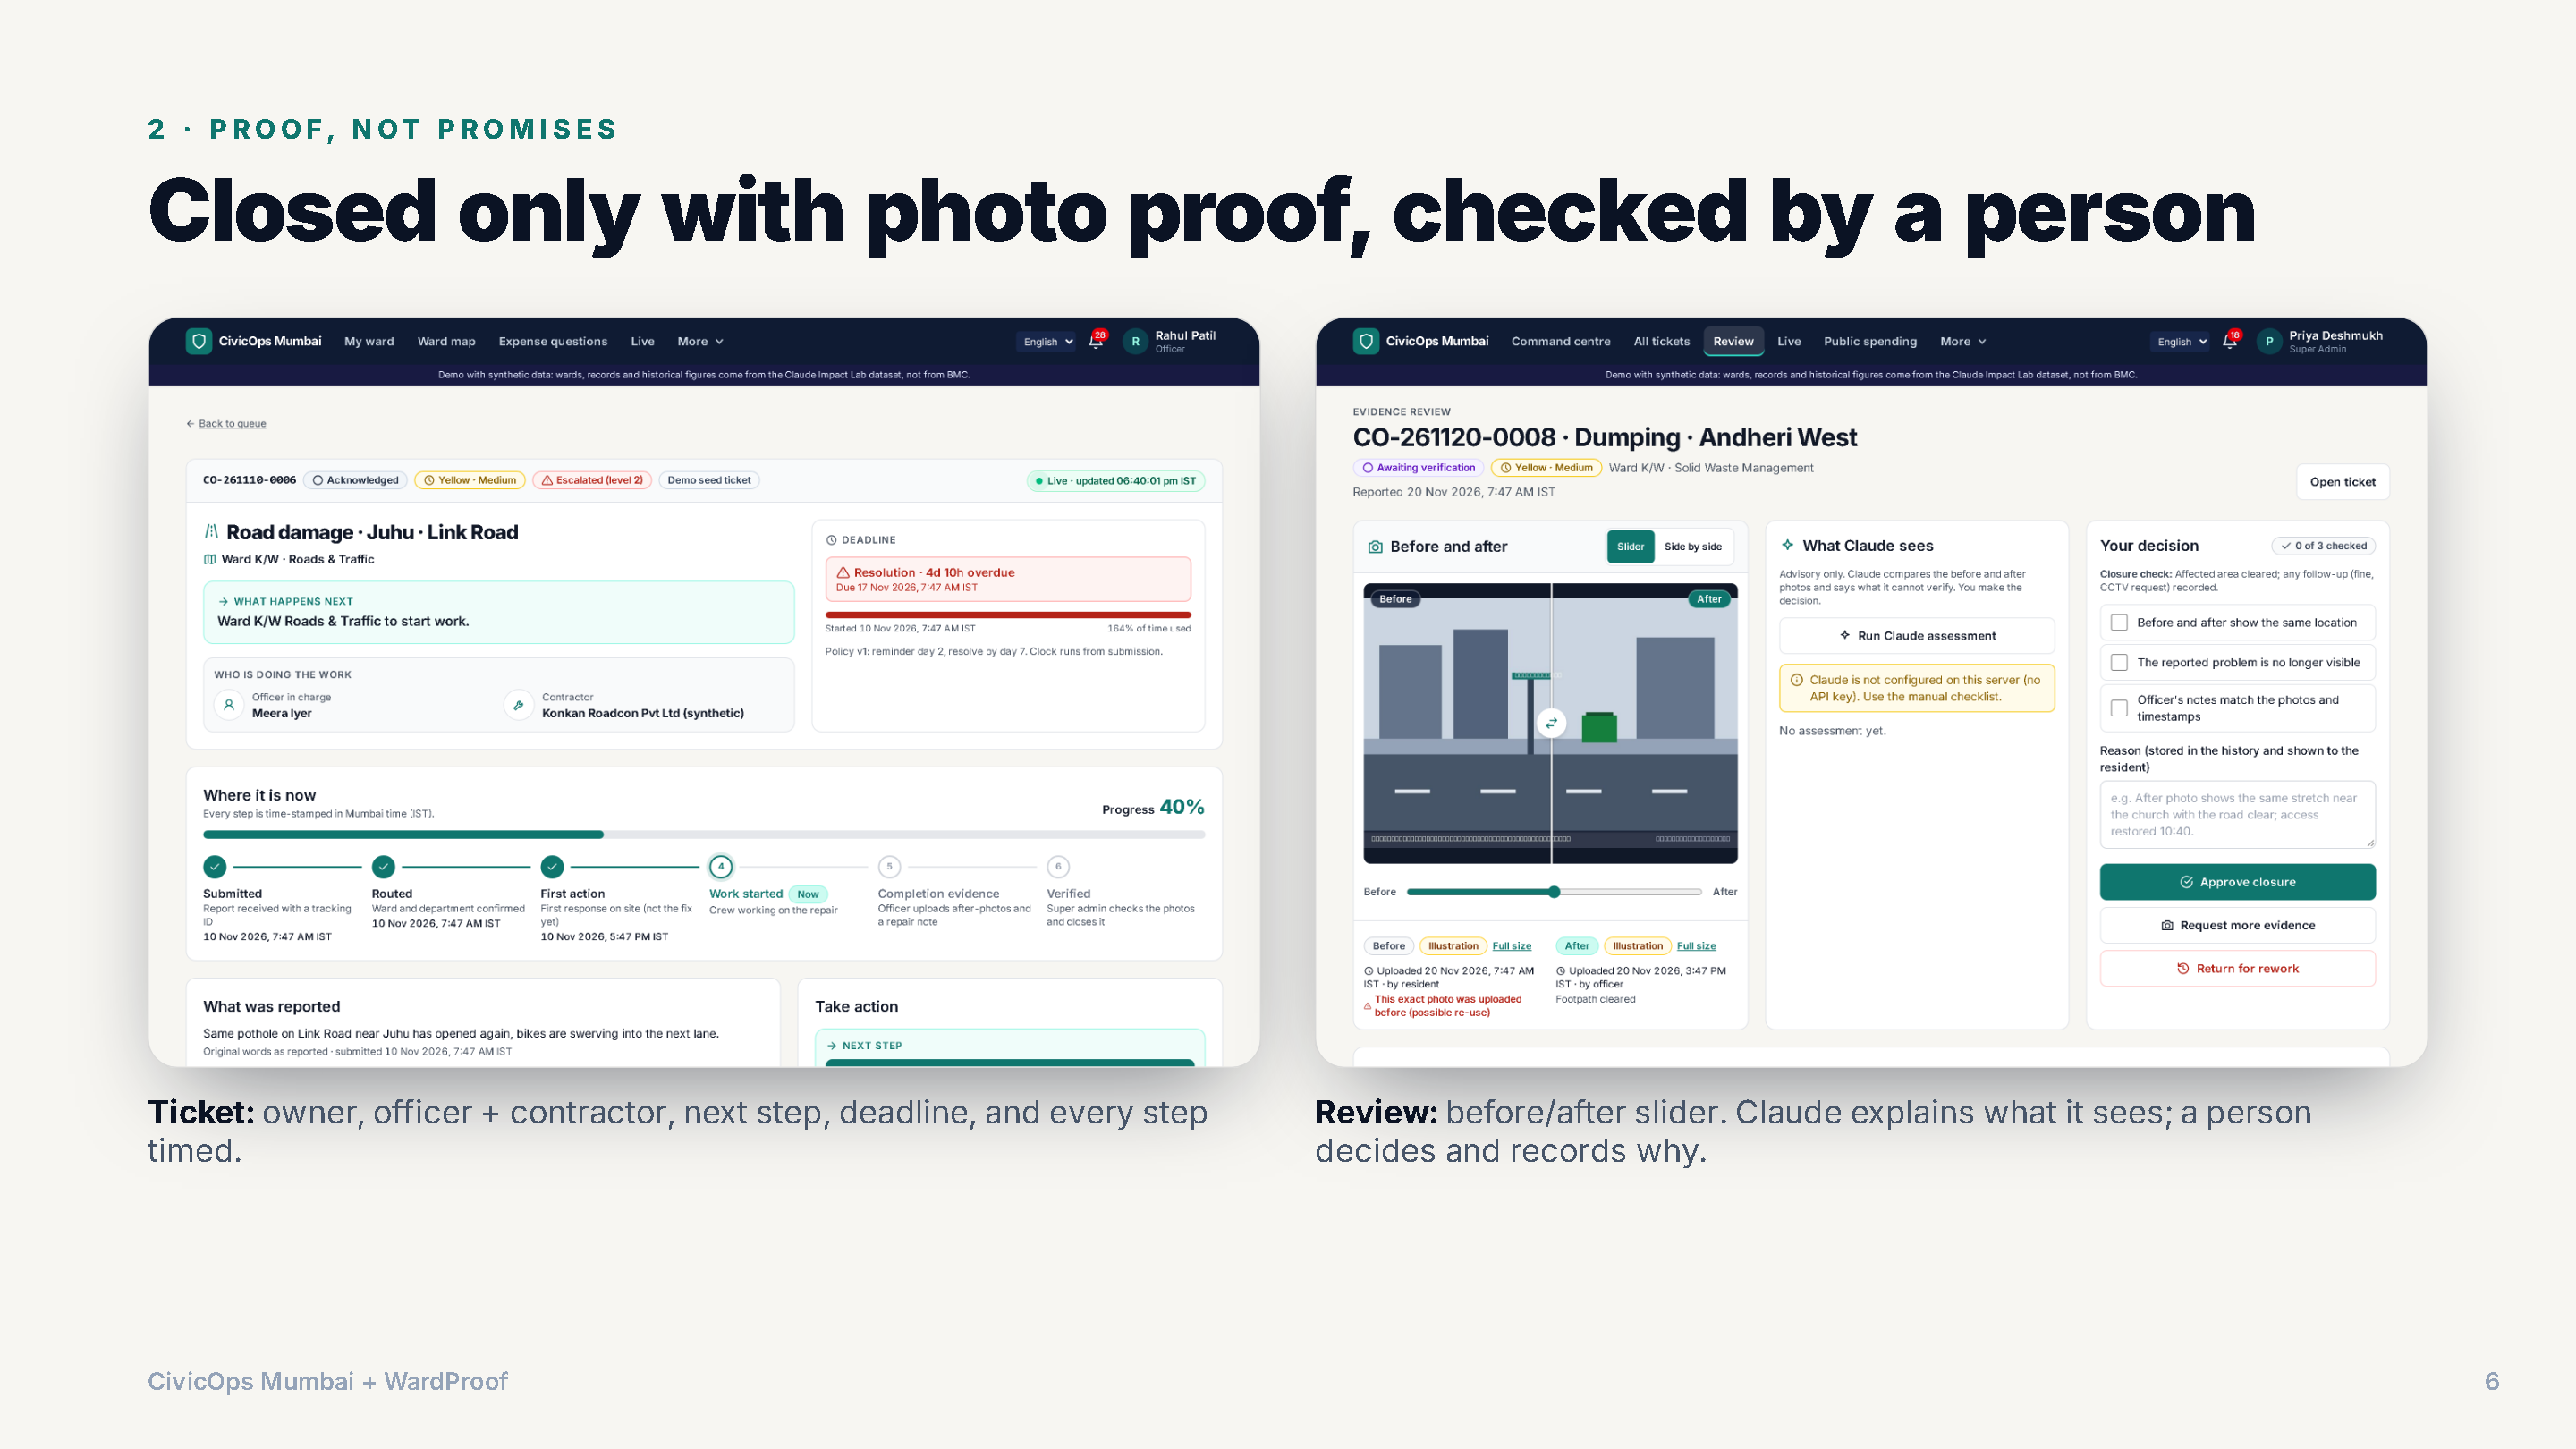 2 · PROOF, NOT PROMISES
Closed only with photo proof, checked by a person
CivicOps Mumbai My ward Ward map Expense questions Live More English 28 R Rahul Patil
Officer
Demo with synthetic data: wards, records and historical figures come from the Claude Impact Lab dataset, not from BMC.
← Back to queue
CO-261110-0006 Acknowledged Yellow · Medium Escalated (level 2) Demo seed ticket Live · updated 06:40:01 pm IST
Road damage · Juhu · Link Road
Ward K/W · Roads & Traffic
→ WHAT HAPPENS NEXT
Ward K/W Roads & Traffic to start work.
WHO IS DOING THE WORK
Officer in charge
Meera Iyer
Contractor
Konkan Roadcon Pvt Ltd (synthetic)
DEADLINE
Resolution · 4d 10h overdue
Due 17 Nov 2026, 7:47 AM IST
Started 10 Nov 2026, 7:47 AM IST 164% of time used
Policy v1: reminder day 2, resolve by day 7. Clock runs from submission.
Where it is now
Every step is time-stamped in Mumbai time (IST).
Progress 40%
Submitted
Report received with a tracking
ID
10 Nov 2026, 7:47 AM IST
Routed
Ward and department confirmed
10 Nov 2026, 7:47 AM IST
First action
First response on site (not the fix
yet)
10 Nov 2026, 5:47 PM IST
4
Work started Now
Crew working on the repair
5
Completion evidence
Officer uploads after-photos and
a repair note
6
Verified
Super admin checks the photos
and closes it
What was reported
Same pothole on Link Road near Juhu has opened again, bikes are swerving into the next lane.
Original words as reported · submitted 10 Nov 2026, 7:47 AM IST
Take action
→ NEXT STEP
Ticket: owner, officer + contractor, next step, deadline, and every step
timed.
CivicOps Mumbai Command centre All tickets Review Live Public spending More English 18 P Priya Deshmukh
Super Admin
Demo with synthetic data: wards, records and historical figures come from the Claude Impact Lab dataset, not from BMC.
EVIDENCE REVIEW
CO-261120-0008 · Dumping · Andheri West
Awaiting verification Yellow · Medium Ward K/W · Solid Waste Management
Reported 20 Nov 2026, 7:47 AM IST
Open ticket
Before and after Slider Side by side
Before After
Before After
Before Illustration Full size
Uploaded 20 Nov 2026, 7:47 AM
IST · by resident
This exact photo was uploaded
before (possible re-use)
After Illustration Full size
Uploaded 20 Nov 2026, 3:47 PM
IST · by officer
Footpath cleared
What Claude sees
Advisory only. Claude compares the before and after
photos and says what it cannot verify. You make the
decision.
Run Claude assessment
Claude is not configured on this server (no
API key). Use the manual checklist.
No assessment yet.
Your decision 0 of 3 checked
Closure check: Affected area cleared; any follow-up (fine,
CCTV request) recorded.
Before and after show the same location
The reported problem is no longer visible
Officer's notes match the photos and
timestamps
Reason (stored in the history and shown to the
resident)
e.g. After photo shows the same stretch near
the church with the road clear; access
restored 10:40.
Approve closure
Request more evidence
Return for rework
Review: before/after slider. Claude explains what it sees; a person
decides and records why.
CivicOps Mumbai + WardProof
6